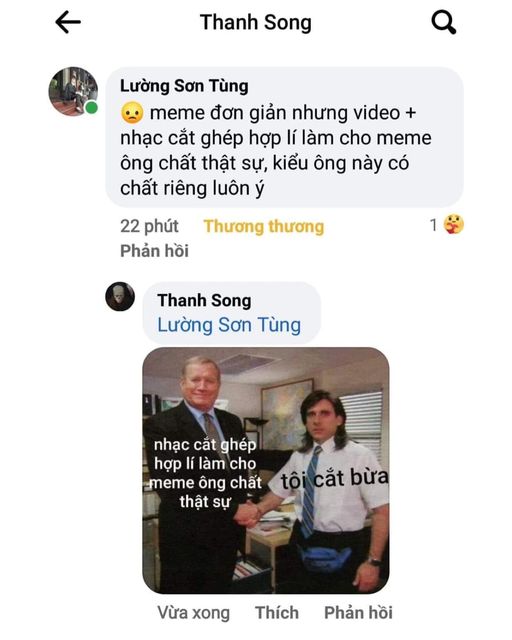 Thanh Song
Lường Sơn Tùng
meme đơn giản nhưng video +
nhạc cắt ghép hợp lí làm cho meme
ông chất thật sự, kiểu ông này có
chất riêng luôn ý
22 phút Thương thương 1
Phản hồi
Thanh Song
Lường Sơn Tùng
nhạc cắt ghép
hợp lí làm cho
meme ông chất
thật sự
tôi cắt bừa
Vừa xong Thích Phản hồi